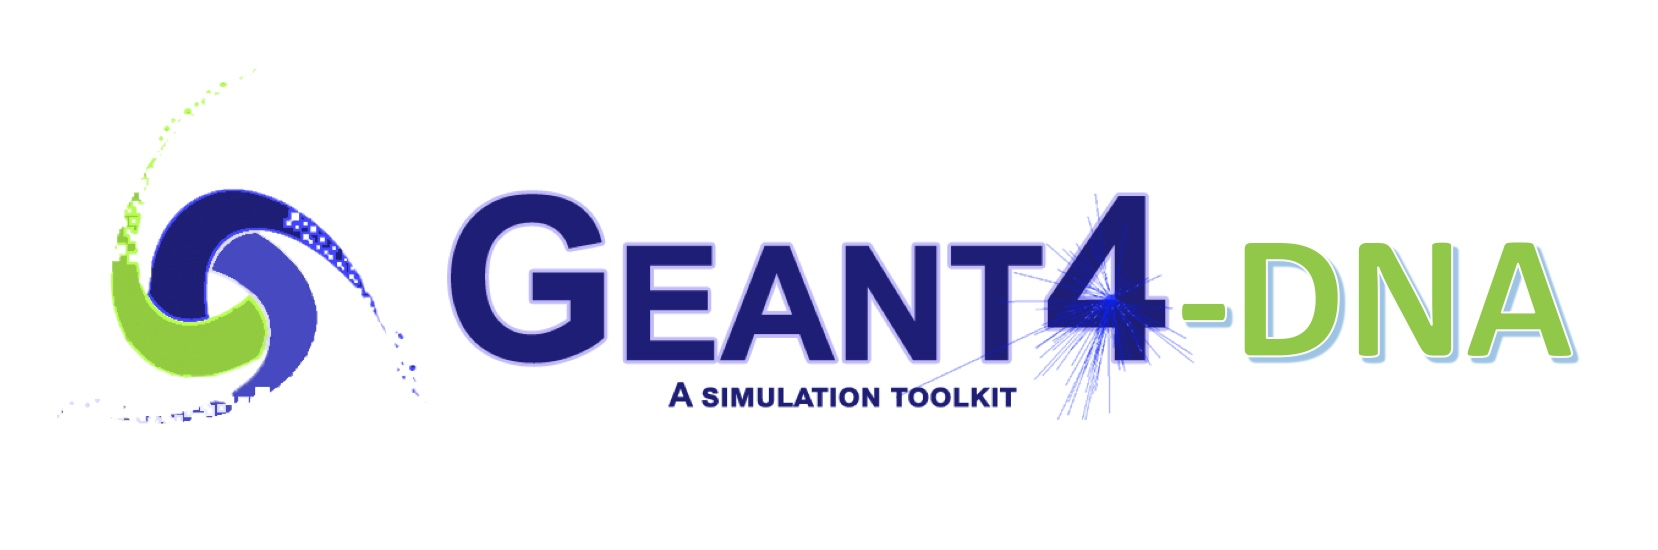 GEANT4-DNA
A SIMULATION TOOLKIT